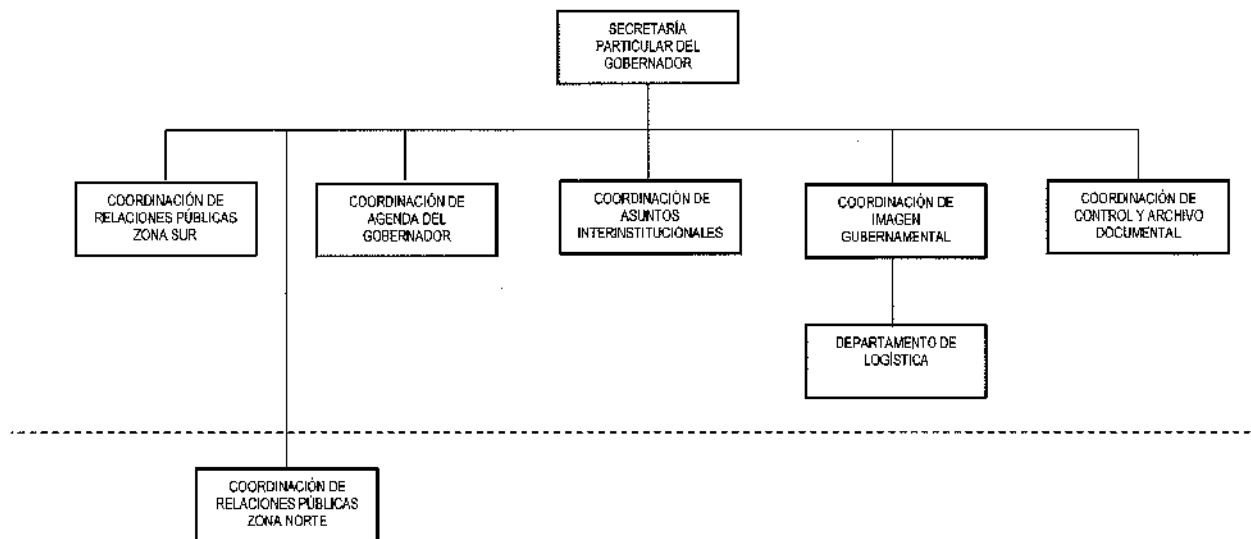 SECRETARÍA
PARTICULAR DEL
GOBERNADOR
COORDINACIÓN DE
RELACIONES PÚBLICAS
ZONA SUR
COORDINACIÓN DE
AGENDA DEL
GOBERNADOR
COORDINACIÓN DE
ASUNTOS
INTERINSTITUCIONALES
COORDINACIÓN DE
IMAGEN
GUBERNAMENTAL
COORDINACIÓN DE
CONTROL Y ARCHIVO
DOCUMENTAL
DEPARTAMENTO DE
LOGÍSTICA
COORDINACIÓN DE
RELACIONES PÚBLICAS
ZONA NORTE